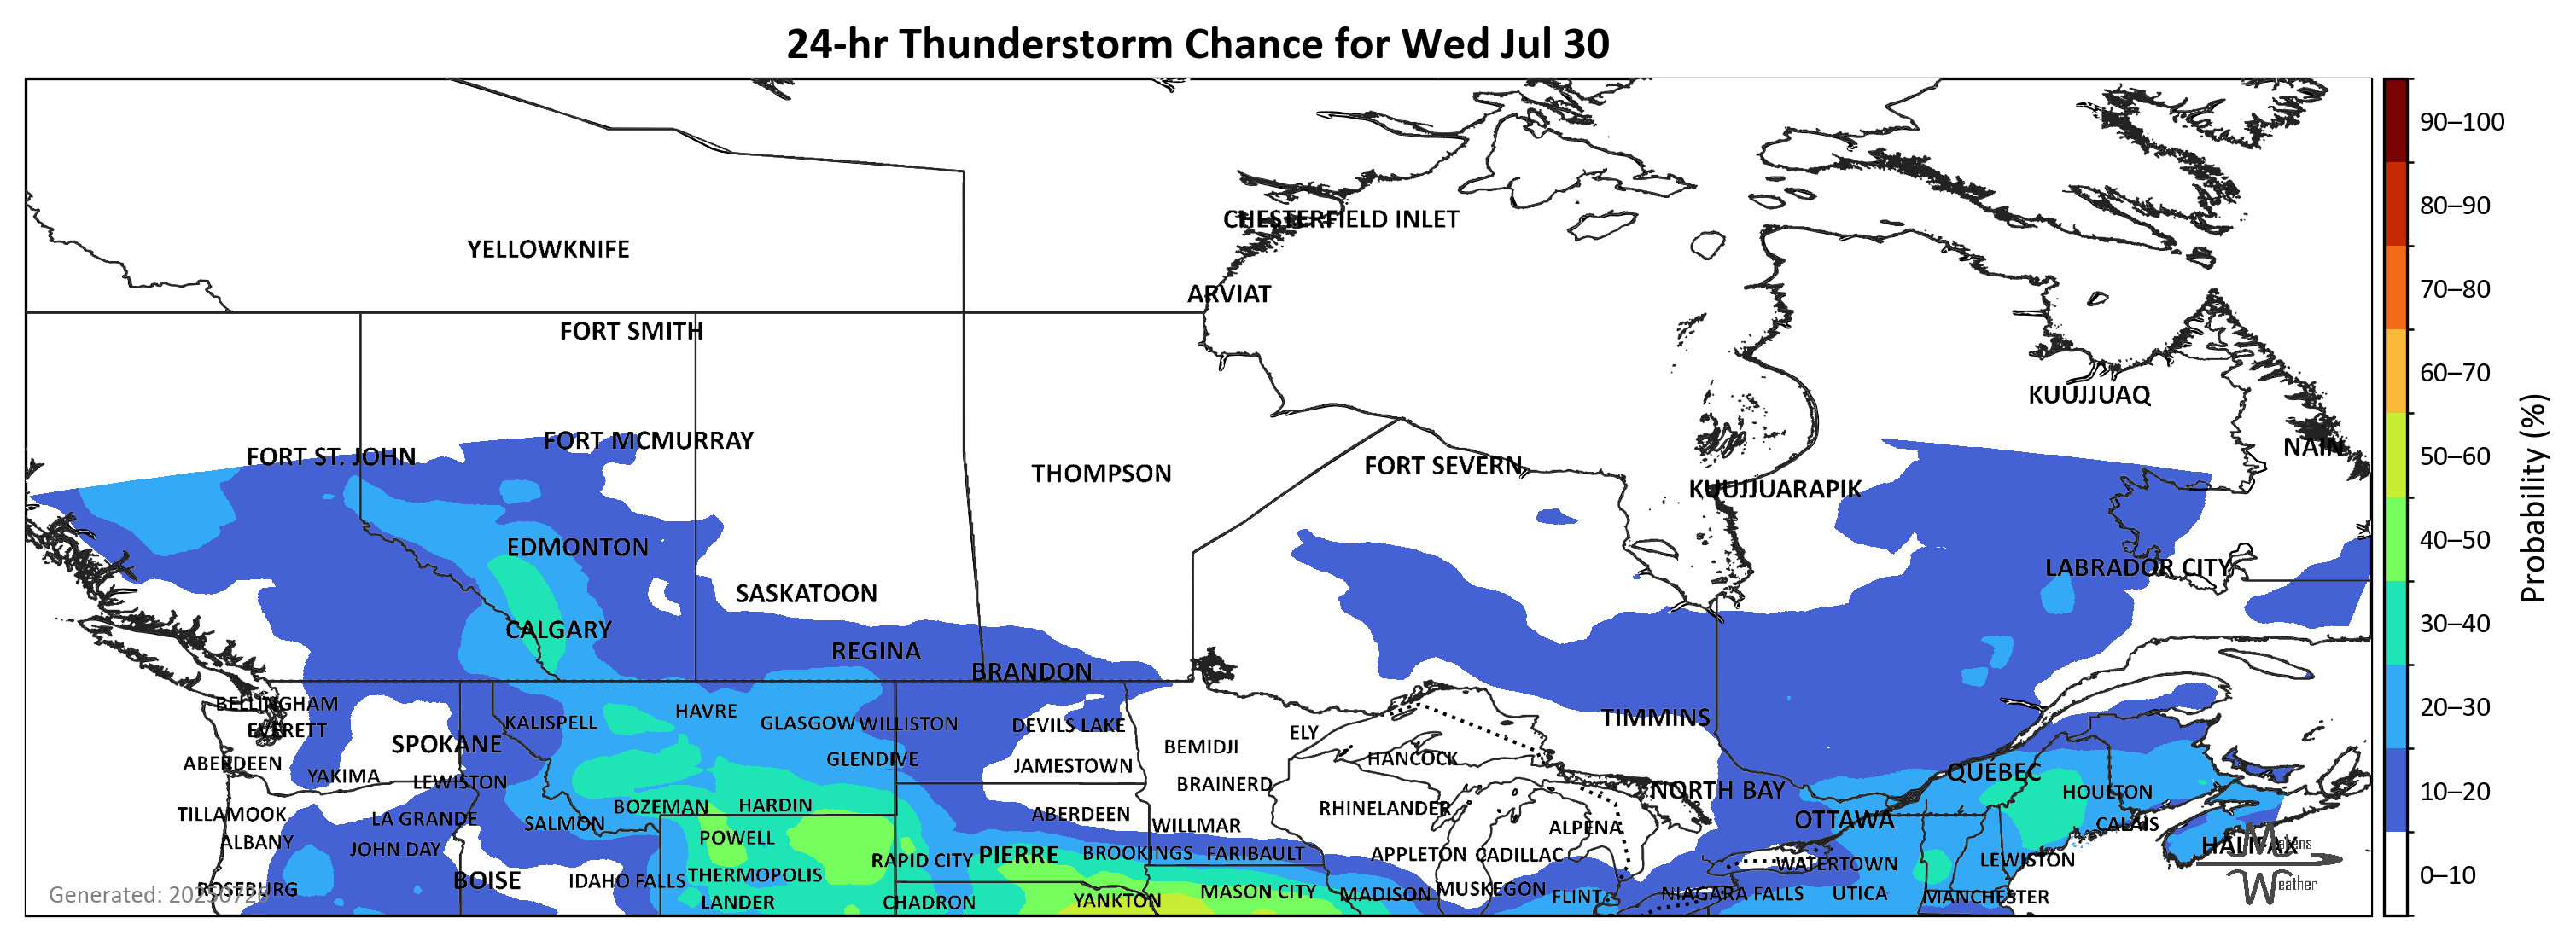 24-hr Thunderstorm Chance for Wed Jul 30
90–100
80–90
70–80
60–70
50–60
40–50
30–40
20–30
10–20
0–10
Probability (%)
CHESTERFIELD INLET
YELLOWKNIFE
ARVIAT
FORT SMITH
KUUJJUAQ
FORT MCMURRAY
NAIN
FORT ST. JOHN
FORT SEVERN
THOMPSON
KUUJJUARAPIK
EDMONTON
LABRADOR CITY
SASKATOON
CALGARY
REGINA
BRANDON
BELLINGHAM
KALISPELL
HAVRE
GLASGOW
WILLISTON
DEVILS LAKE
TIMMINS
EVERETT
SPOKANE
BEMIDJI
ELY
ABERDEEN
GLENDIVE
JAMESTOWN
HANCOCK
QUÉBEC
YAKIMA
LEWISTON
BRAINERD
NORTH BAY
HOULTON
TILLAMOOK
LA GRANDE
SALMON
BOZEMAN
HARDIN
ABERDEEN
WILLMAR
RHINELANDER
ALPENA
OTTAWA
CALAIS
ALBANY
JOHN DAY
POWELL
RAPID CITY
PIERRE
BROOKINGS
FARIBAULT
APPLETON
CADILLAC
WATERTOWN
LEWISTON
HALIFAX
ROSEBURG
BOISE
IDAHO FALLS
THERMOPOLIS
LANDER
CHADRON
YANKTON
MASON CITY
MADISON
MUSKEGON
FLINT
NIAGARA FALLS
UTICA
MANCHESTER
Weather
Generated: 20250726